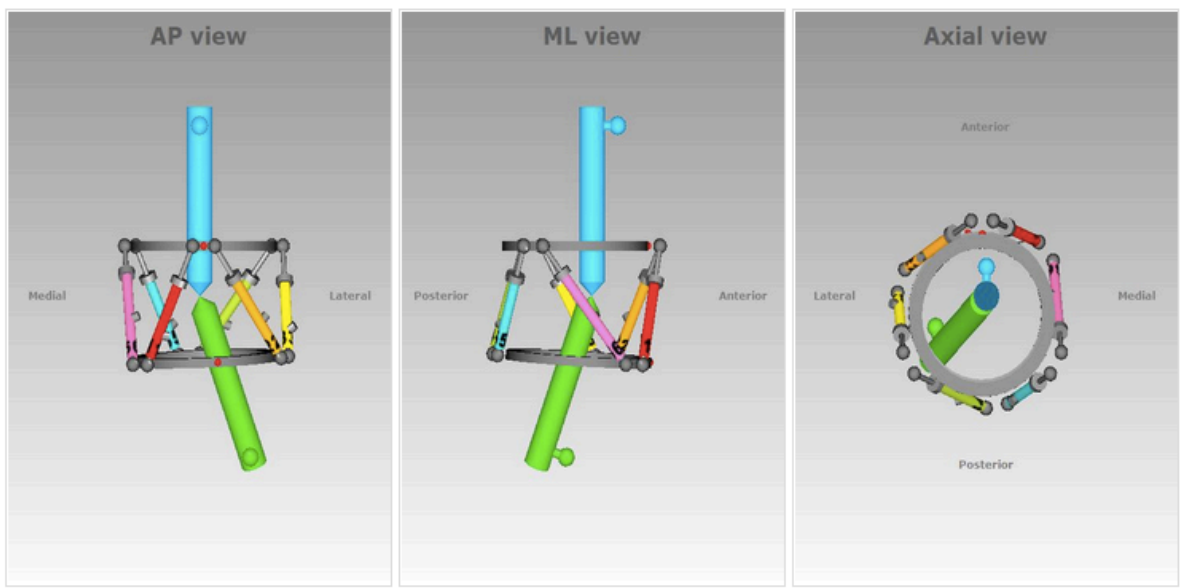 AP view
Medial
Lateral
ML view
Posterior
Anterior
Axial view
Anterior
Lateral
Medial
Posterior